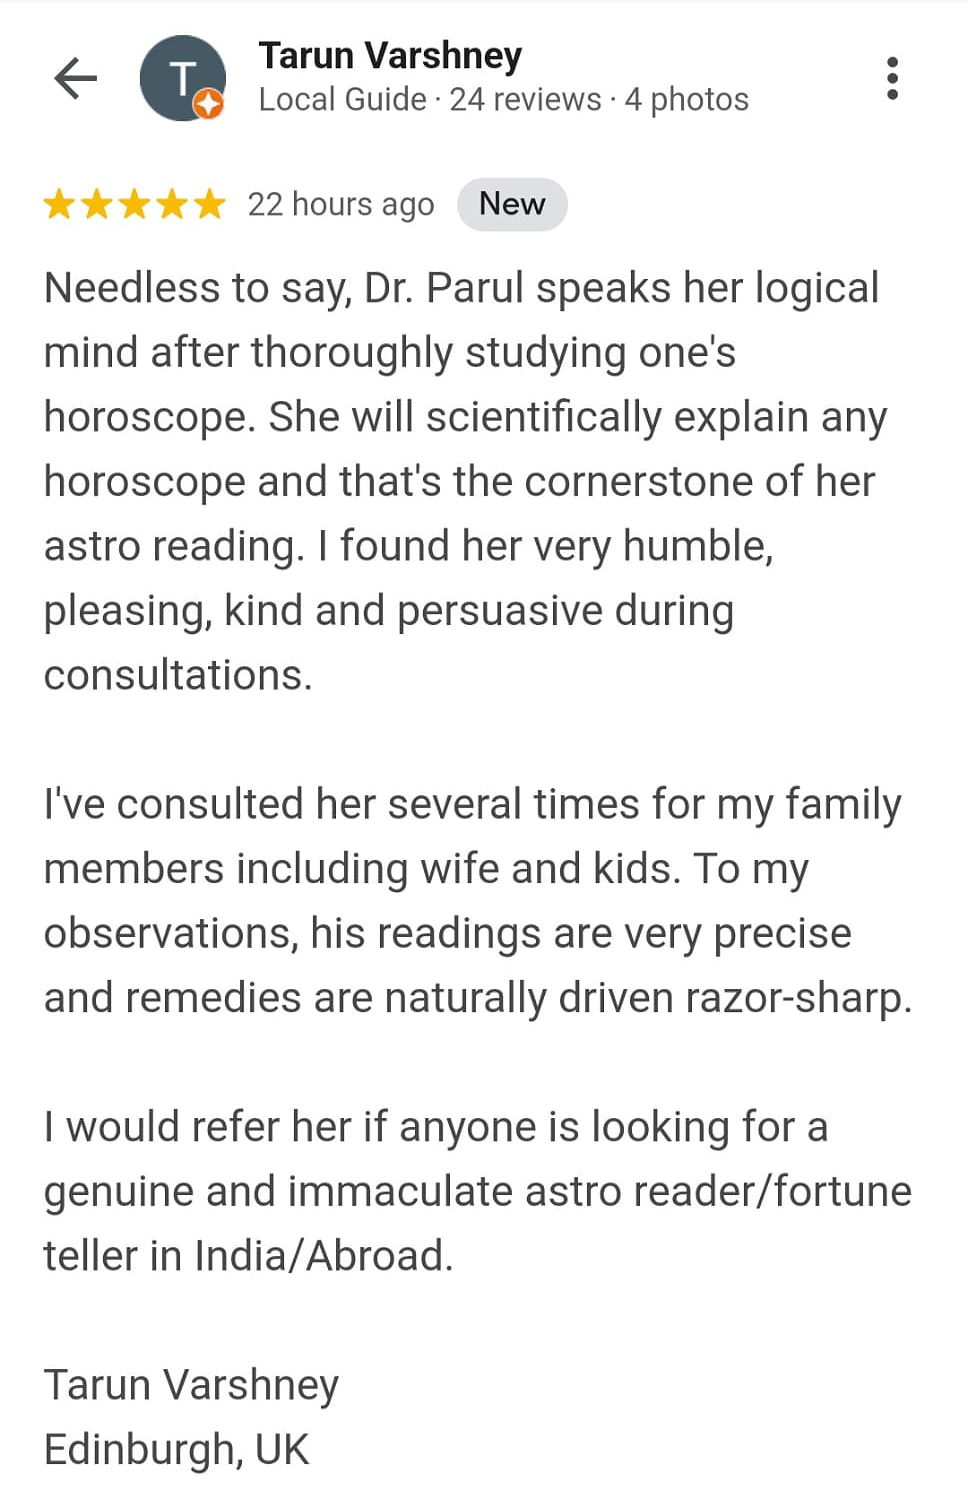 Tarun Varshney
T
Local Guide · 24 reviews · 4 photos
22 hours ago New
Needless to say, Dr. Parul speaks her logical
mind after thoroughly studying one's
horoscope. She will scientifically explain any
horoscope and that's the cornerstone of her
astro reading. I found her very humble,
pleasing, kind and persuasive during
consultations.
I've consulted her several times for my family
members including wife and kids. To my
observations, his readings are very precise
and remedies are naturally driven razor-sharp.
I would refer her if anyone is looking for a
genuine and immaculate astro reader/fortune
teller in India/Abroad.
Tarun Varshney
Edinburgh, UK